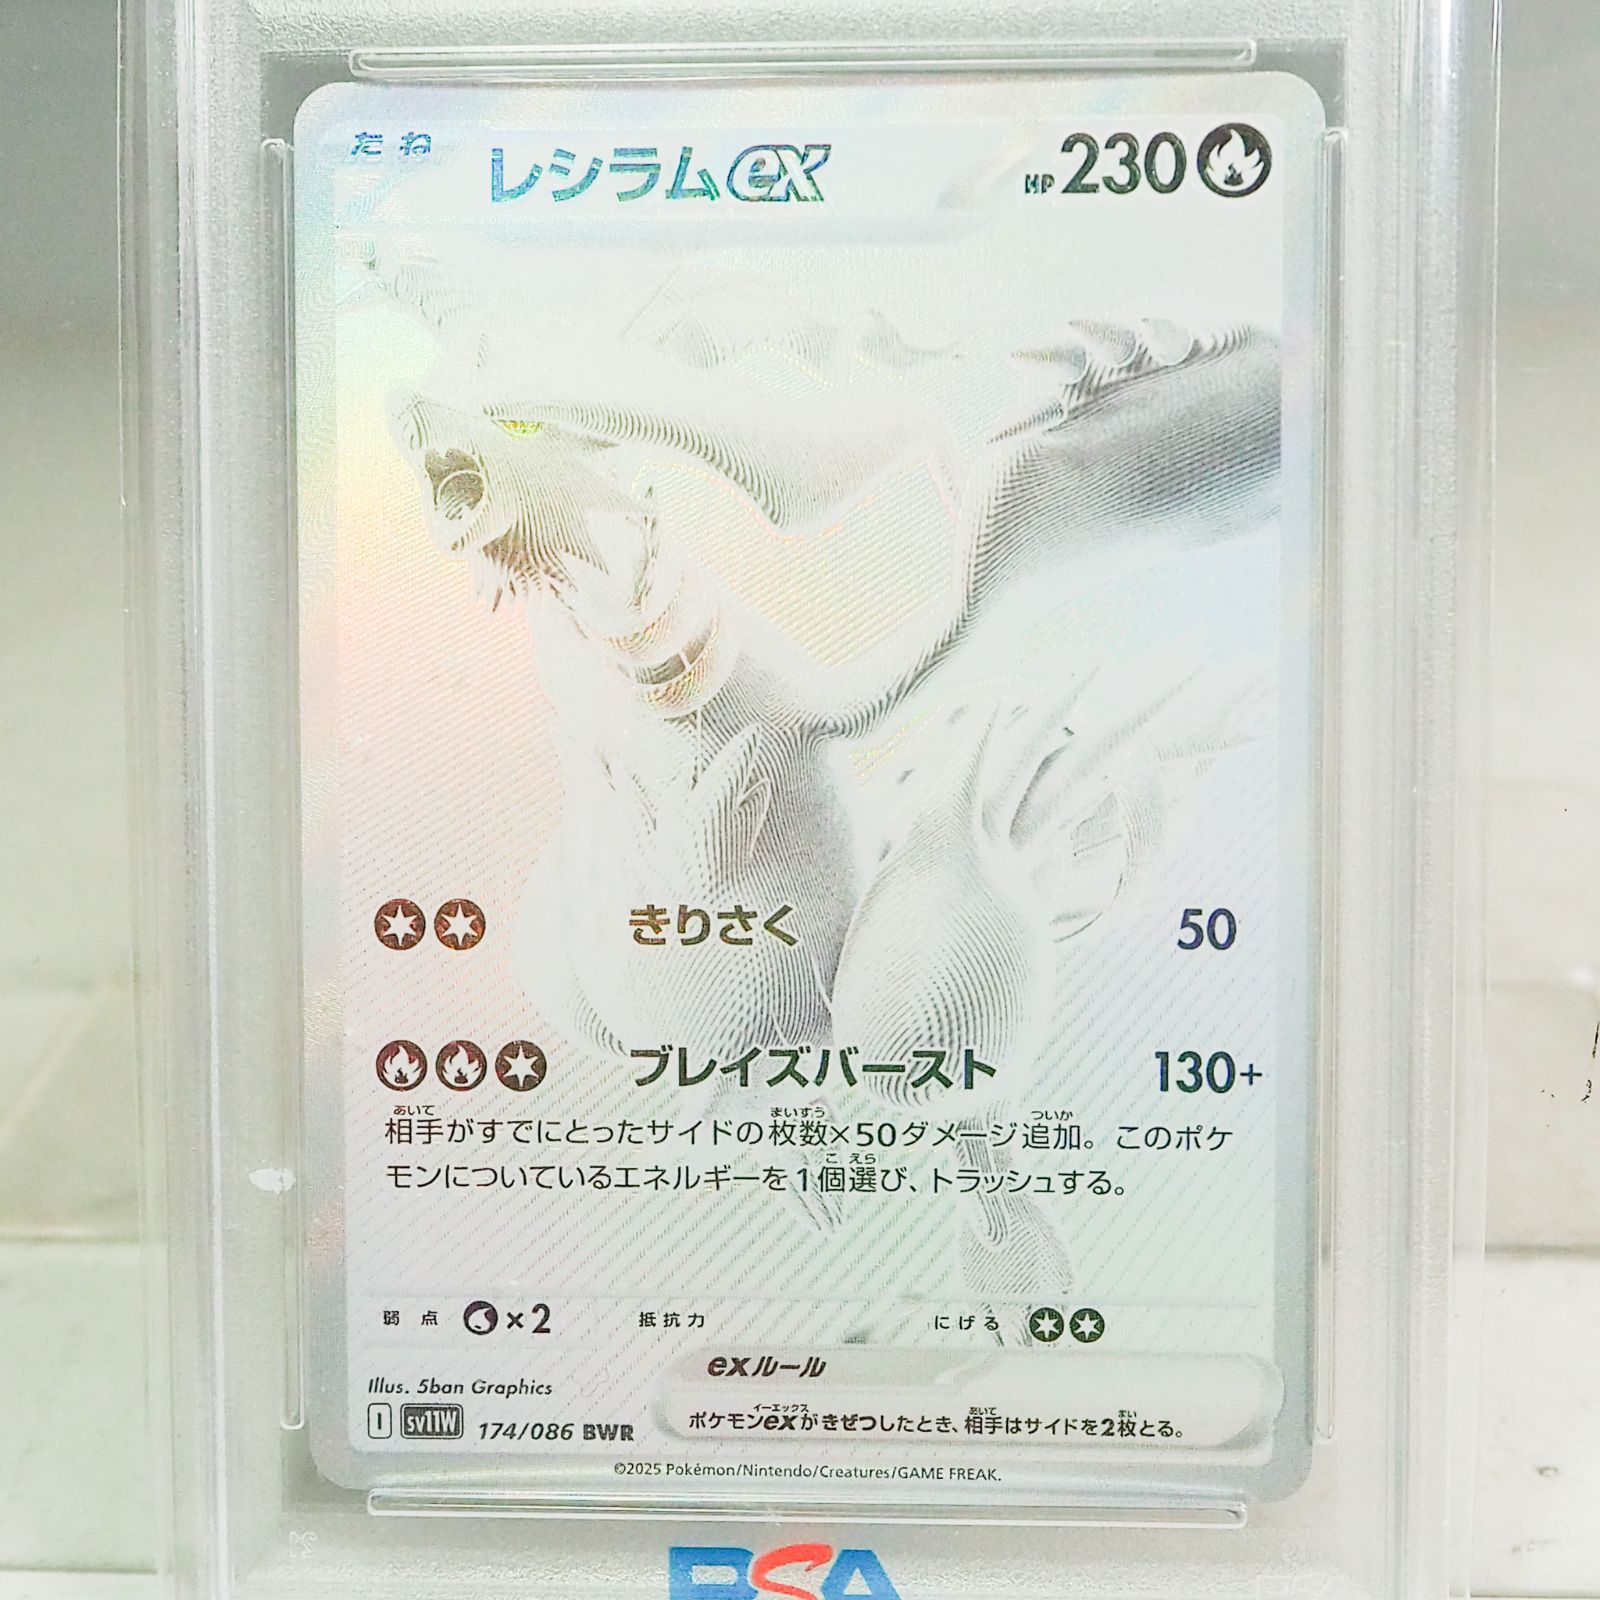 たね レシラムex HP230
きりさく 50
ブレイズバースト 130+
相手がすでにとったサイドの枚数×50ダメージ追加。このポケ
モンについているエネルギーを1個選び、トラッシュする。
弱点 ×2 抵抗力 にげる
exルール
ポケモンexがきぜつしたとき、相手はサイドを2枚とる。
Illus. 5ban Graphics
I SV11W 174/086 BWR
©2025 Pokémon/Nintendo/Creatures/GAME FREAK.
PSA